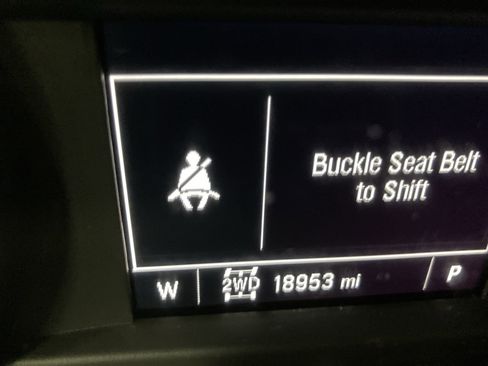 Buckle Seat Belt
to Shift
W 2WD 18953 mi P